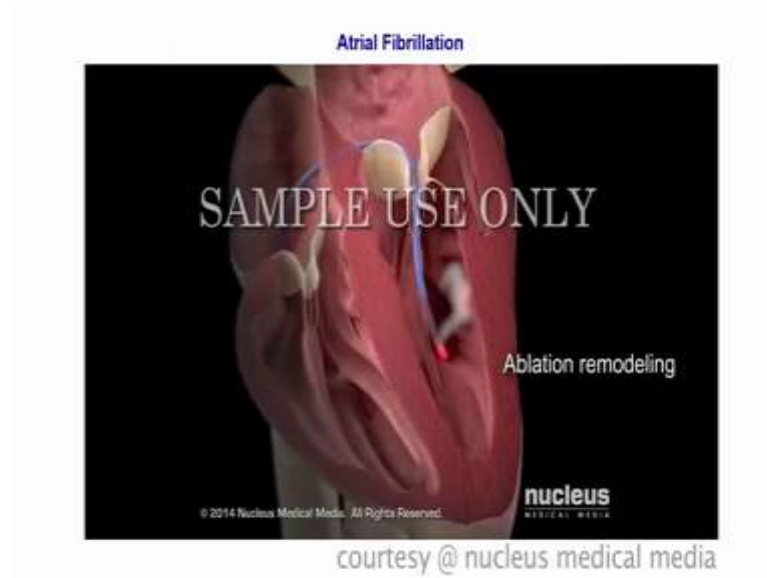 Atrial Fibrillation
SAMPLE USE ONLY
Ablation remodeling
nucleus
MEDICAL MEDIA
© 2014 Nucleus Medical Media. All Rights Reserved.
courtesy @ nucleus medical media